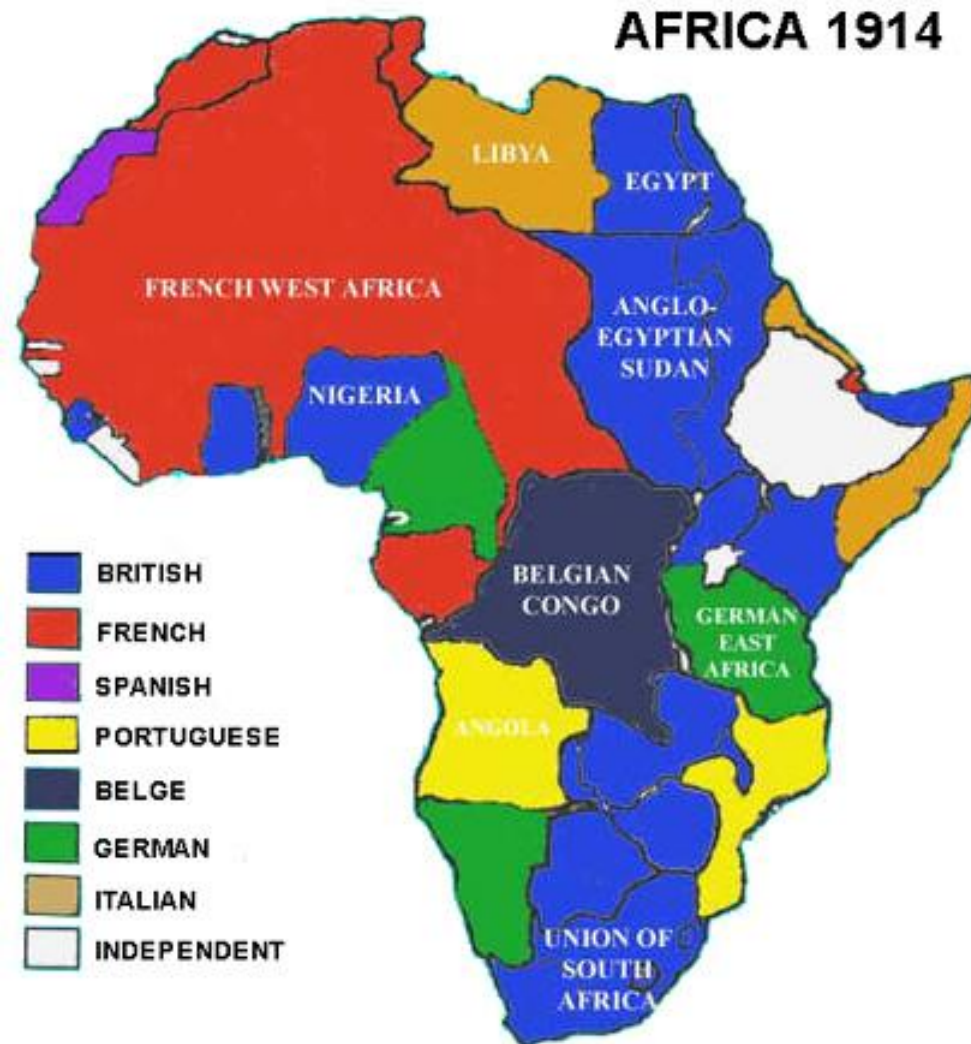 AFRICA 1914
LIBYA
EGYPT
FRENCH WEST AFRICA
ANGLO-
EGYPTIAN
SUDAN
NIGERIA
BELGIAN
CONGO
GERMAN
EAST
AFRICA
ANGOLA
UNION OF
SOUTH
AFRICA
BRITISH
FRENCH
SPANISH
PORTUGUESE
BELGE
GERMAN
ITALIAN
INDEPENDENT